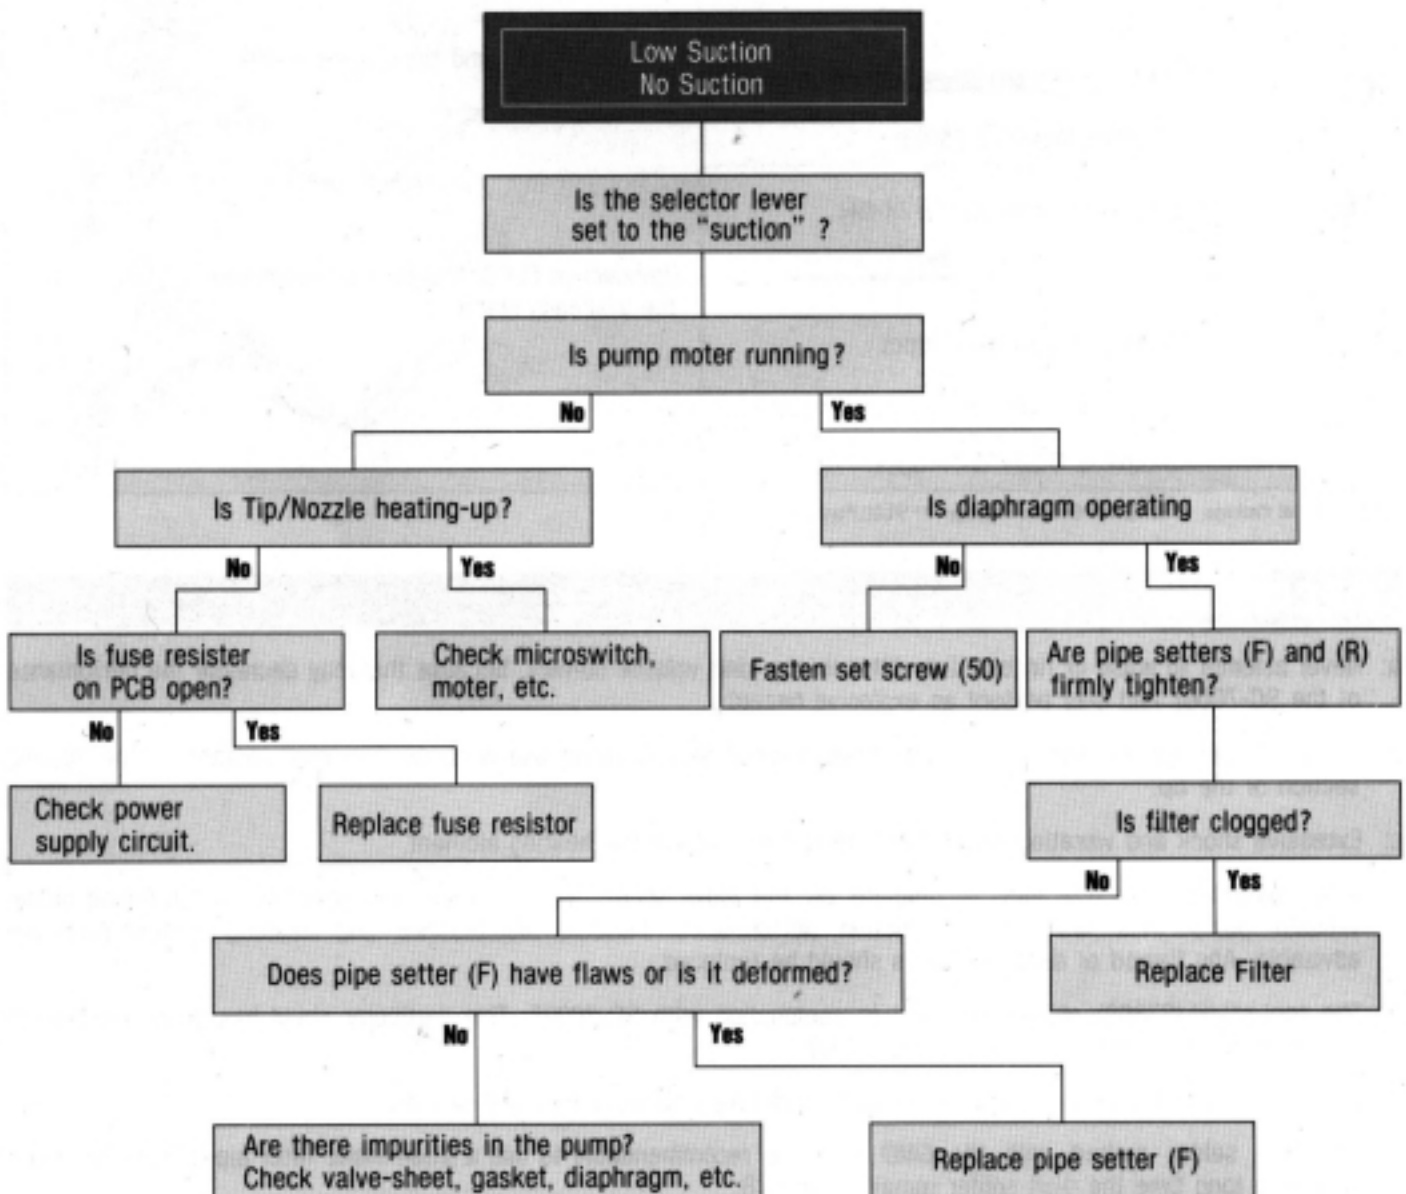 Low Suction
No Suction
Is the selector lever
set to the "suction" ?
Is pump moter running?
No
Yes
Is Tip/Nozzle heating-up?
Is diaphragm operating
No
Yes
No
Yes
Is fuse resister
on PCB open?
Check microswitch,
moter, etc.
Fasten set screw (50)
Are pipe setters (F) and (R)
firmly tighten?
No
Yes
Check power
supply circuit.
Replace fuse resistor
Is filter clogged?
No
Yes
Does pipe setter (F) have flaws or is it deformed?
Replace Filter
No
Yes
Are there impurities in the pump?
Check valve-sheet, gasket, diaphragm, etc.
Replace pipe setter (F)